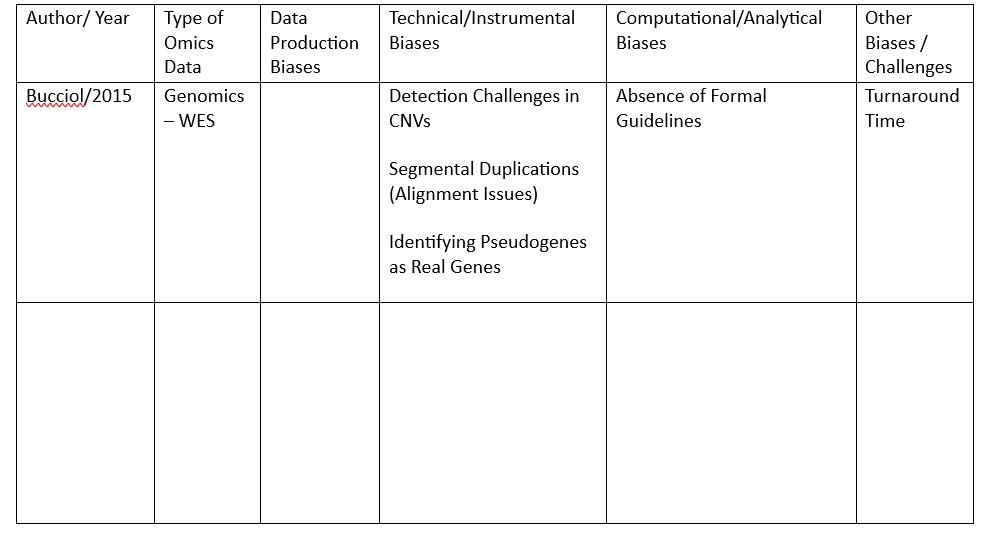 Author/ Year
Type of
Omics
Data
Data
Production
Biases
Technical/Instrumental
Biases
Computational/Analytical
Biases
Other
Biases /
Challenges
Bucciol/2015
Genomics
– WES
Detection Challenges in
CNVs
Segmental Duplications
(Alignment Issues)
Identifying Pseudogenes
as Real Genes
Absence of Formal
Guidelines
Turnaround
Time